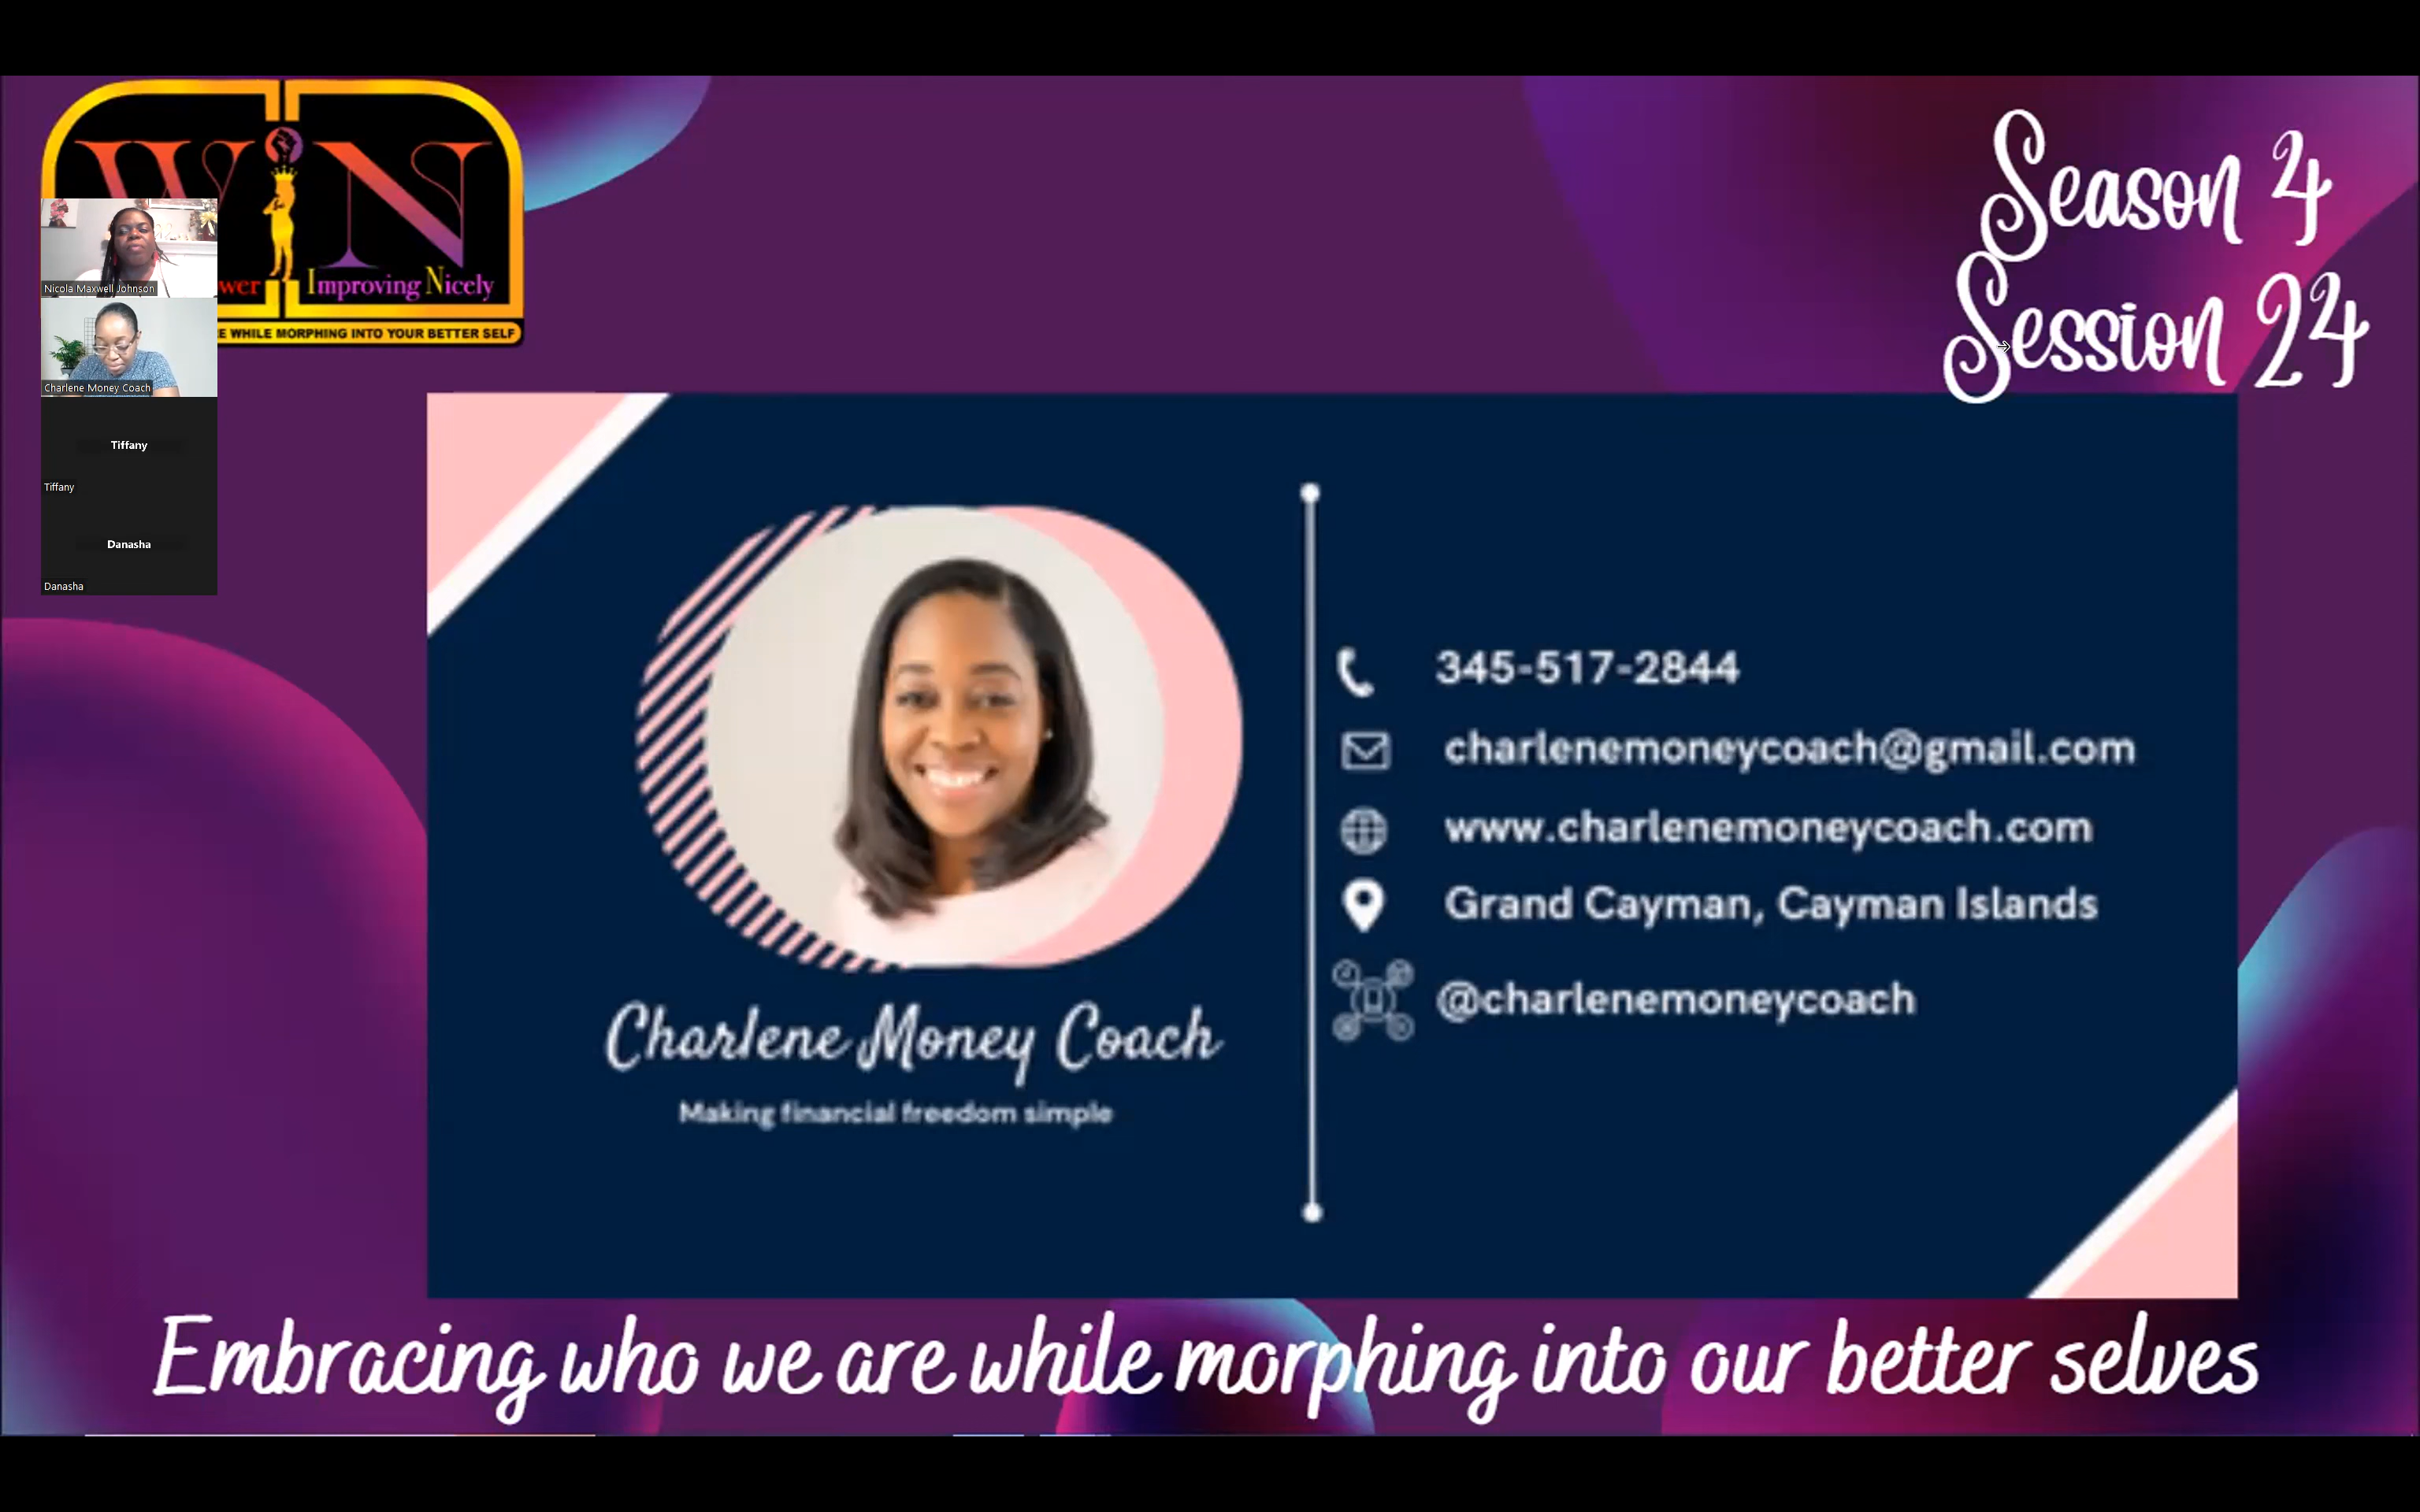 WiN
wer Improving Nicely
E WHILE MORPHING INTO YOUR BETTER SELF
Season 4
Session 24
Nicola Maxwell Johnson
Charlene Money Coach
Tiffany
Tiffany
Danasha
Danasha
345-517-2844
charlenemoneycoach@gmail.com
www.charlenemoneycoach.com
Grand Cayman, Cayman Islands
@charlenemoneycoach
Charlene Money Coach
Making financial freedom simple
Embracing who we are while morphing into our better selves